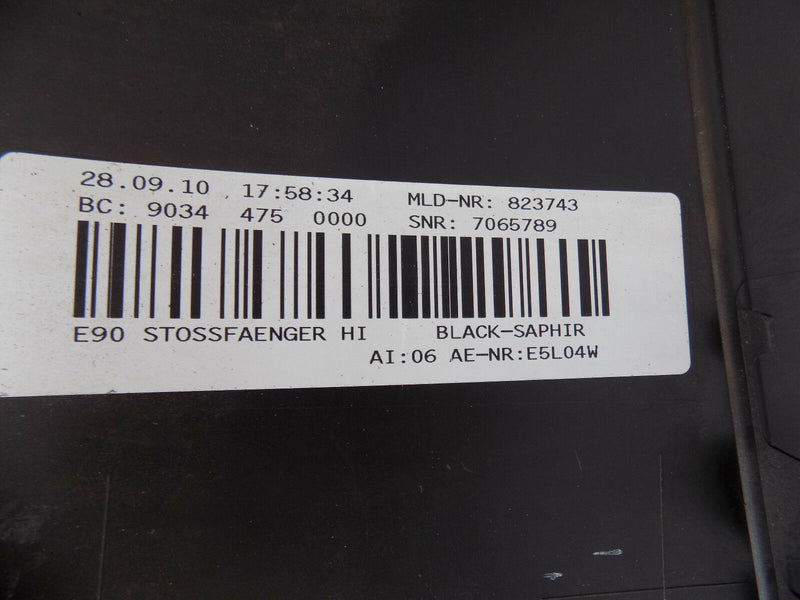 28.09.10 17:58:34 MLD-NR: 823743
BC: 9034 475 0000 SNR: 7065789
E90 STOSSFAENGER HI BLACK-SAPHIR
AI:06 AE-NR:E5L04W